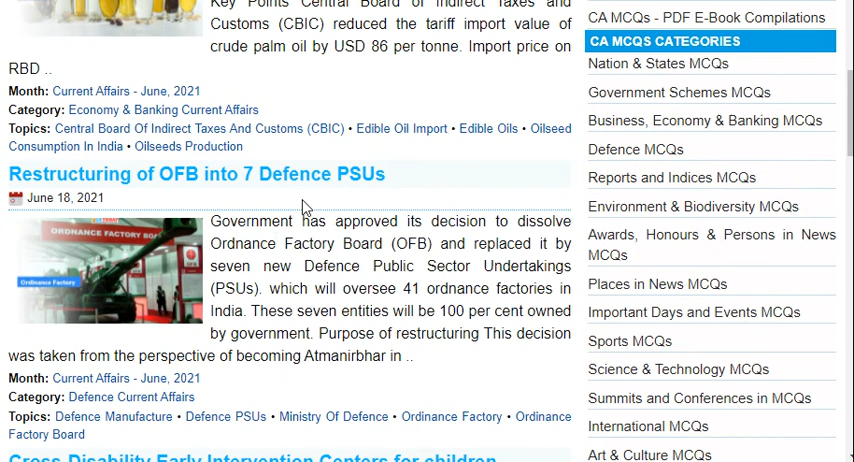 Key Points Central Board of Indirect Taxes and
Customs (CBIC) reduced the tariff import value of
crude palm oil by USD 86 per tonne. Import price on
RBD ..
Month: Current Affairs - June, 2021
Category: Economy & Banking Current Affairs
Topics: Central Board Of Indirect Taxes And Customs (CBIC) • Edible Oil Import • Edible Oils • Oilseed
Consumption In India • Oilseeds Production
Restructuring of OFB into 7 Defence PSUs
June 18, 2021
ORDNANCE FACTORY BOA
Ordinance Factory
Government has approved its decision to dissolve
Ordnance Factory Board (OFB) and replaced it by
seven new Defence Public Sector Undertakings
(PSUs). which will oversee 41 ordnance factories in
India. These seven entities will be 100 per cent owned
by government. Purpose of restructuring This decision
was taken from the perspective of becoming Atmanirbhar in ..
Month: Current Affairs - June, 2021
Category: Defence Current Affairs
Topics: Defence Manufacture • Defence PSUs • Ministry Of Defence • Ordinance Factory • Ordinance
Factory Board
Cross-Disability Early Intervention Centers for children
CA MCQs - PDF E-Book Compilations
CA MCQS CATEGORIES
Nation & States MCQs
Government Schemes MCQs
Business, Economy & Banking MCQs
Defence MCQs
Reports and Indices MCQs
Environment & Biodiversity MCQs
Awards, Honours & Persons in News
MCQs
Places in News MCQs
Important Days and Events MCQs
Sports MCQs
Science & Technology MCQs
Summits and Conferences in MCQs
International MCQs
Art & Culture MCQs